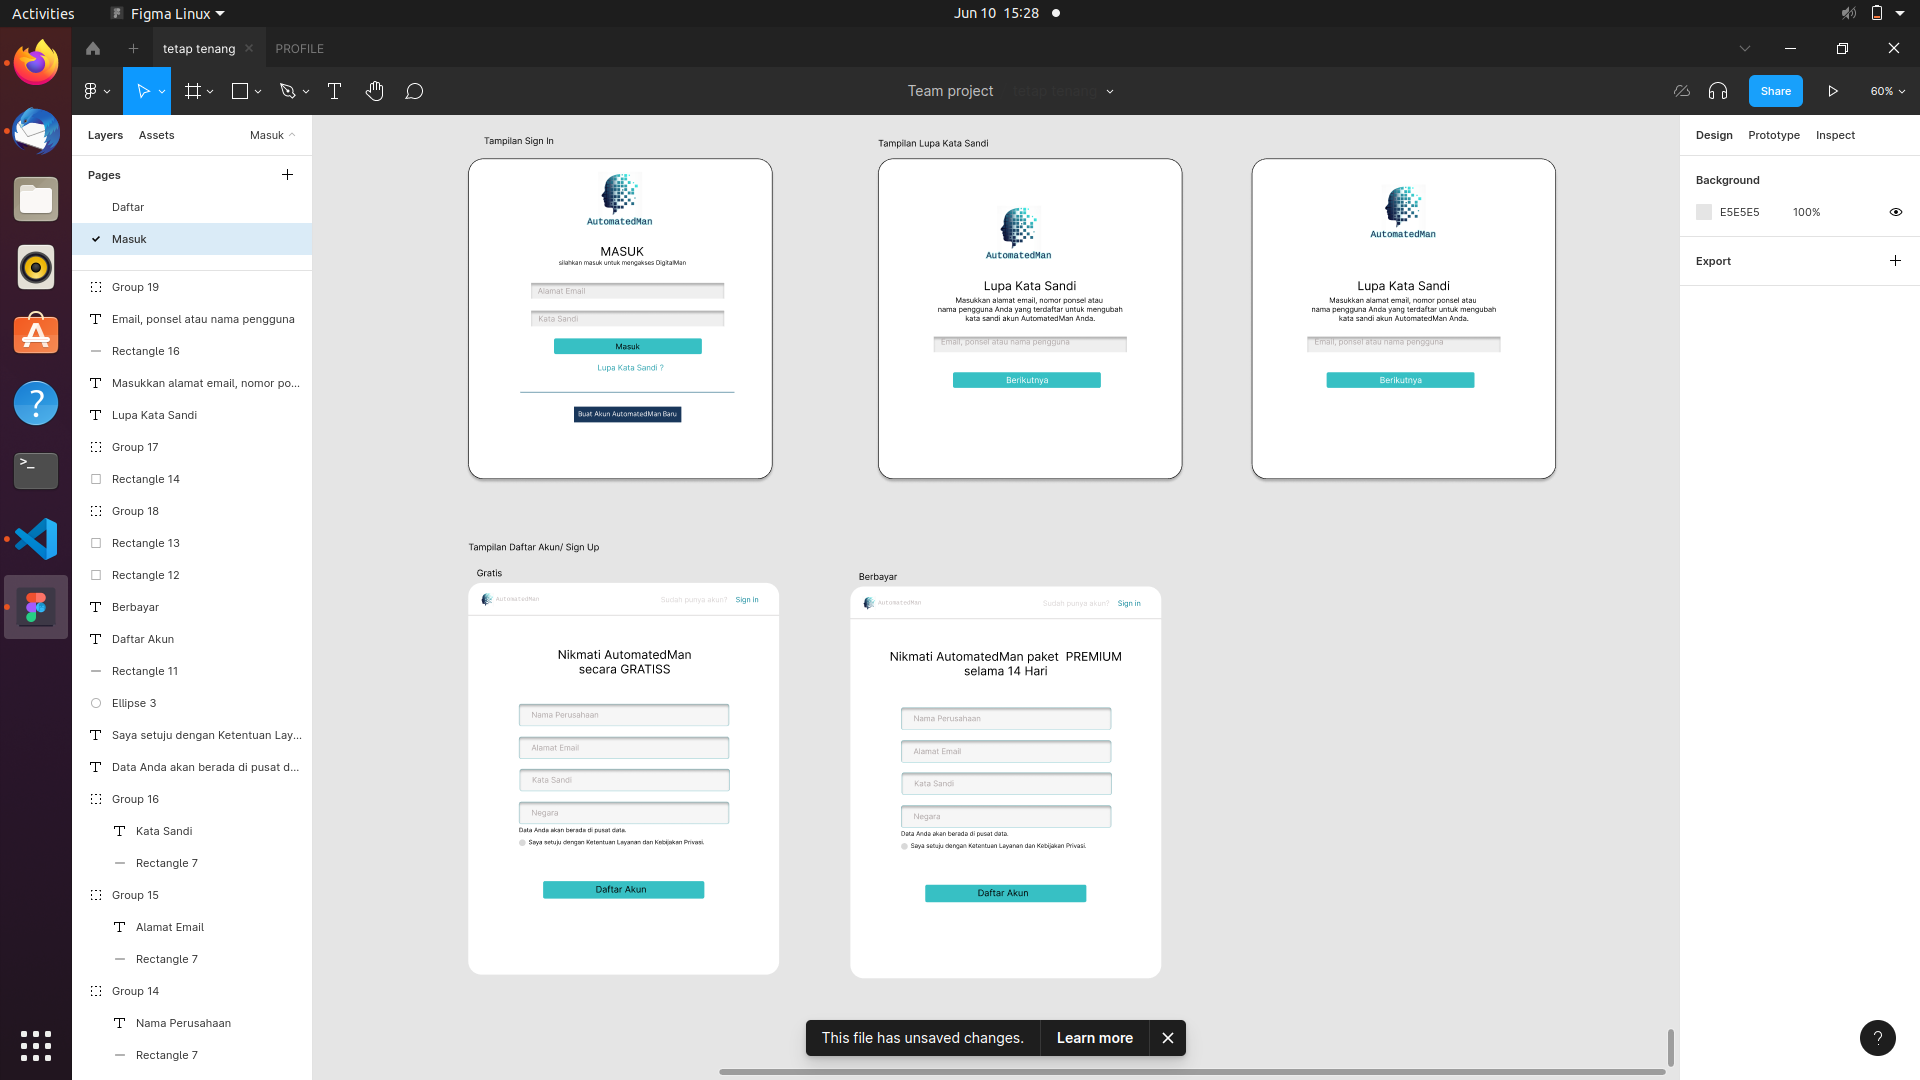 Activities
Figma Linux
Jun 10 15:28
tetap tenang
PROFILE
Team project
tetap tenang
Share
60%
Layers
Assets
Masuk
Pages
Daftar
Masuk
Group 19
Email, ponsel atau nama pengguna
Rectangle 16
Masukkan alamat email, nomor po...
Lupa Kata Sandi
Group 17
Rectangle 14
Group 18
Rectangle 13
Rectangle 12
Berbayar
Daftar Akun
Rectangle 11
Ellipse 3
Saya setuju dengan Ketentuan Lay...
Data Anda akan berada di pusat d...
Group 16
Kata Sandi
Rectangle 7
Group 15
Alamat Email
Rectangle 7
Group 14
Nama Perusahaan
Rectangle 7
Tampilan Sign In
AutomatedMan
MASUK
silahkan masuk untuk mengakses DigitalMan
Alamat Email
Kata Sandi
Masuk
Lupa Kata Sandi ?
Buat Akun AutomatedMan Baru
Tampilan Lupa Kata Sandi
AutomatedMan
Lupa Kata Sandi
Masukkan alamat email, nomor ponsel atau
nama pengguna Anda yang terdaftar untuk mengubah
kata sandi akun AutomatedMan Anda.
Email, ponsel atau nama pengguna
Berikutnya
AutomatedMan
Lupa Kata Sandi
Masukkan alamat email, nomor ponsel atau
nama pengguna Anda yang terdaftar untuk mengubah
kata sandi akun AutomatedMan Anda.
Email, ponsel atau nama pengguna
Berikutnya
Tampilan Daftar Akun/ Sign Up
Gratis
AutomatedMan
Sudah punya akun?
Sign in
Nikmati AutomatedMan
secara GRATISS
Nama Perusahaan
Alamat Email
Kata Sandi
Negara
Data Anda akan berada di pusat data.
Saya setuju dengan Ketentuan Layanan dan Kebijakan Privasi.
Daftar Akun
Berbayar
AutomatedMan
Sudah punya akun?
Sign in
Nikmati AutomatedMan paket PREMIUM
selama 14 Hari
Nama Perusahaan
Alamat Email
Kata Sandi
Negara
Data Anda akan berada di pusat data.
Saya setuju dengan Ketentuan Layanan dan Kebijakan Privasi.
Daftar Akun
This file has unsaved changes.
Learn more
Design
Prototype
Inspect
Background
E5E5E5
100%
Export
?